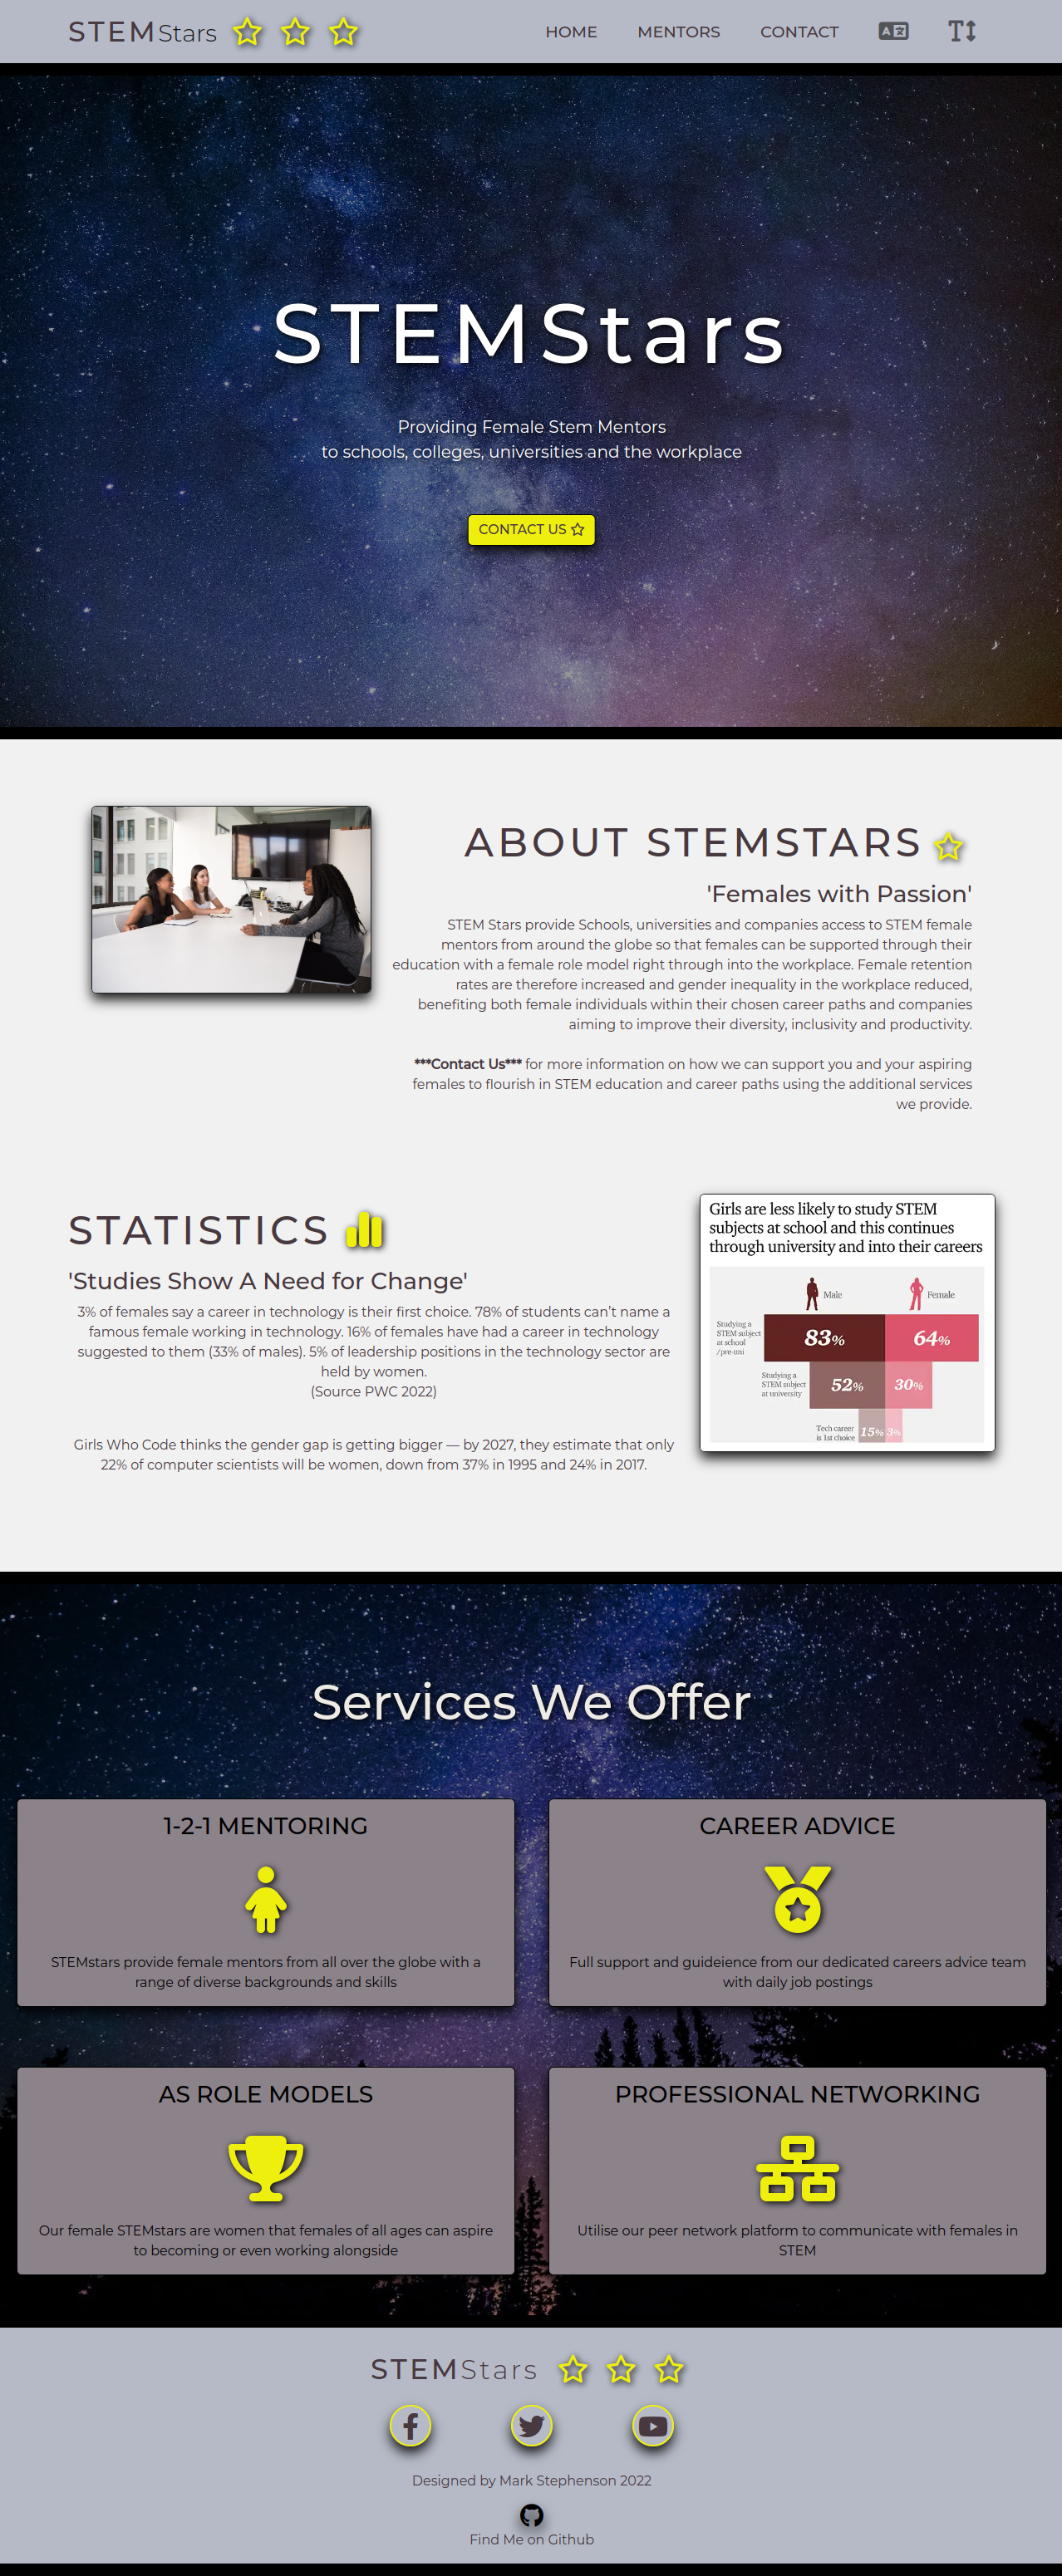 STEMStars
HOME MENTORS CONTACT
STEMStars
Providing Female Stem Mentors
to schools, colleges, universities and the workplace
CONTACT US
ABOUT STEMSTARS
'Females with Passion'
STEM Stars provide Schools, universities and companies access to STEM female
mentors from around the globe so that females can be supported through their
education with a female role model right through into the workplace. Female retention
rates are therefore increased and gender inequality in the workplace reduced,
benefiting both female individuals within their chosen career paths and companies
aiming to improve their diversity, inclusivity and productivity.
***Contact Us*** for more information on how we can support you and your aspiring
females to flourish in STEM education and career paths using the additional services
we provide.
STATISTICS
'Studies Show A Need for Change'
3% of females say a career in technology is their first choice. 78% of students can’t name a
famous female working in technology. 16% of females have had a career in technology
suggested to them (33% of males). 5% of leadership positions in the technology sector are
held by women.
(Source PWC 2022)
Girls Who Code thinks the gender gap is getting bigger — by 2027, they estimate that only
22% of computer scientists will be women, down from 37% in 1995 and 24% in 2017.
Girls are less likely to study STEM
subjects at school and this continues
through university and into their careers
Male Female
Studying a
STEM subject
at school
/pre-uni
83% 64%
Studying a
STEM subject
at university
52% 30%
Tech career
is 1st choice
15% 3%
Services We Offer
1-2-1 MENTORING
STEMstars provide female mentors from all over the globe with a
range of diverse backgrounds and skills
CAREER ADVICE
Full support and guideience from our dedicated careers advice team
with daily job postings
AS ROLE MODELS
Our female STEMstars are women that females of all ages can aspire
to becoming or even working alongside
PROFESSIONAL NETWORKING
Utilise our peer network platform to communicate with females in
STEM
STEMStars
Designed by Mark Stephenson 2022
Find Me on Github